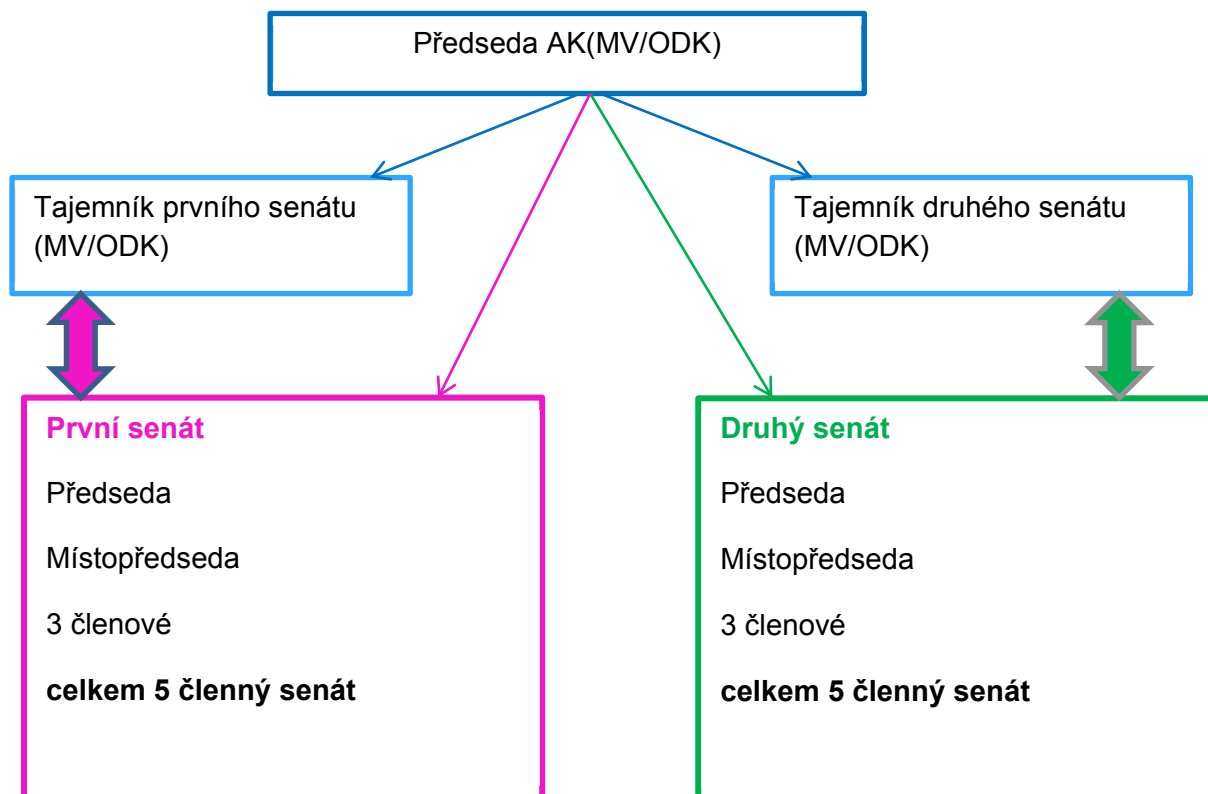 Předseda AK(MV/ODK)
Tajemník prvního senátu
(MV/ODK)
Tajemník druhého senátu
(MV/ODK)
První senát
Předseda
Místopředseda
3 členové
celkem 5 členný senát
Druhý senát
Předseda
Místopředseda
3 členové
celkem 5 členný senát